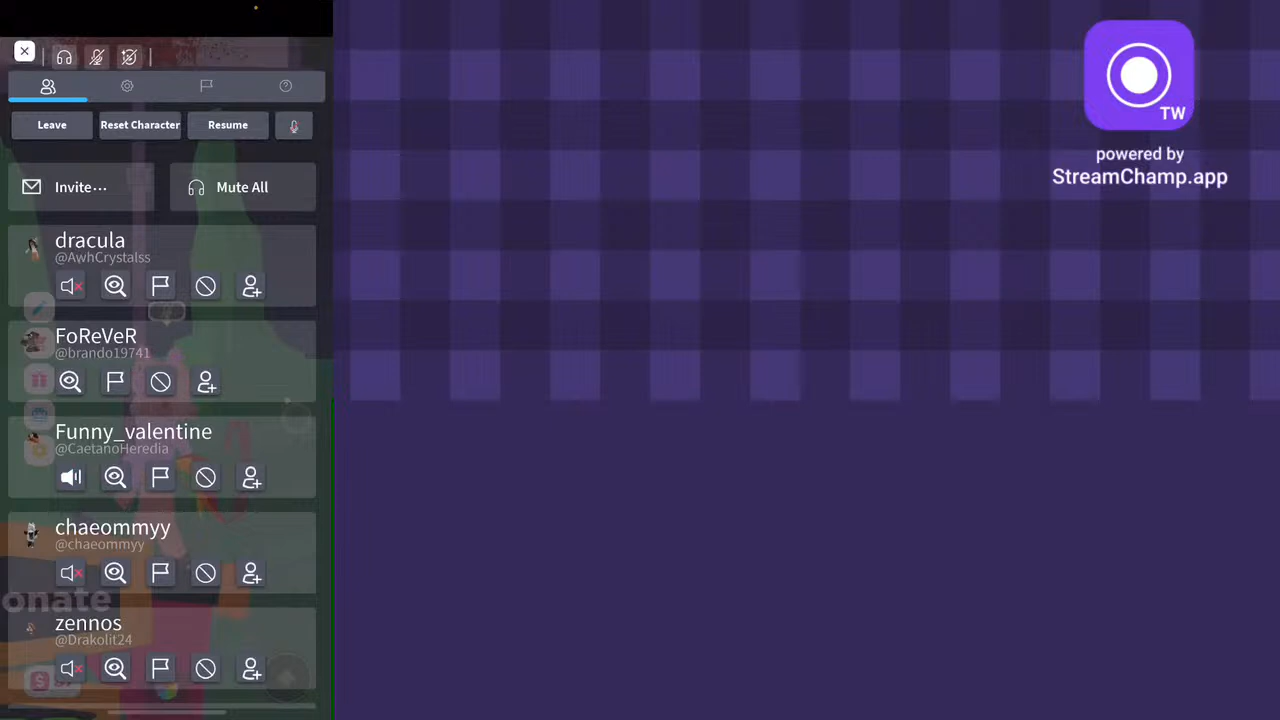 TW
powered by
StreamChamp.app
Leave
Reset Character
Resume
Invite···
Mute All
dracula
@AwhCrystalss
FoReVeR
@brando19741
Funny_valentine
@CaetanoHeredia
chaeommyy
@chaeommyy
onate
zennos
@Drakolit24